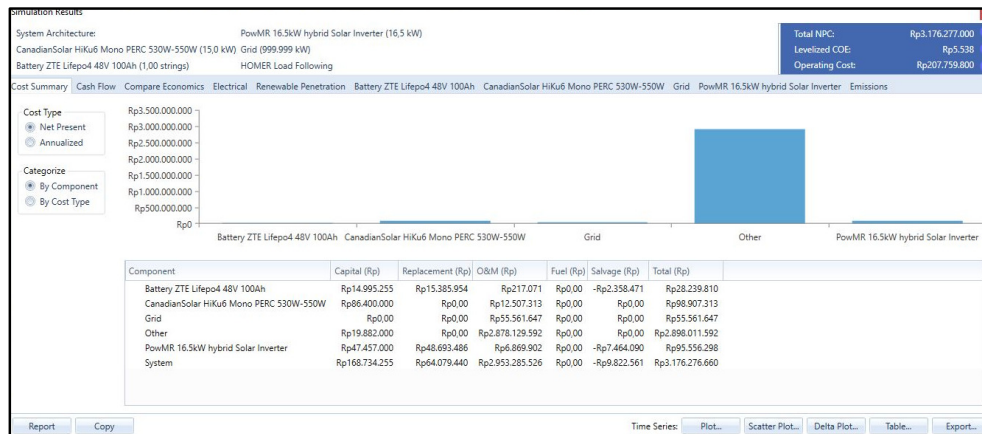 Simulation Results
System Architecture: PowMR 16.5kW hybrid Solar Inverter (16,5 kW)
CanadianSolar HiKu6 Mono PERC 530W-550W (15,0 kW) Grid (999.999 kW)
Battery ZTE Lifepo4 48V 100Ah (1,00 strings) HOMER Load Following
Total NPC: Rp3.176.277.000
Levelized COE: Rp5.538
Operating Cost: Rp207.759.800
Cost Summary Cash Flow Compare Economics Electrical Renewable Penetration Battery ZTE Lifepo4 48V 100Ah CanadianSolar HiKu6 Mono PERC 530W-550W Grid PowMR 16.5kW hybrid Solar Inverter Emissions
Cost Type
Net Present
Annualized
Categorize
By Component
By Cost Type
Rp3.500.000.000
Rp3.000.000.000
Rp2.500.000.000
Rp2.000.000.000
Rp1.500.000.000
Rp1.000.000.000
Rp500.000.000
Rp0
Battery ZTE Lifepo4 48V 100Ah CanadianSolar HiKu6 Mono PERC 530W-550W Grid Other PowMR 16.5kW hybrid Solar Inverter
Component Capital (Rp) Replacement (Rp) O&M (Rp) Fuel (Rp) Salvage (Rp) Total (Rp)
Battery ZTE Lifepo4 48V 100Ah Rp14.995.255 Rp15.385.954 Rp217.071 Rp0,00 -Rp2.358.471 Rp28.239.810
CanadianSolar HiKu6 Mono PERC 530W-550W Rp86.400.000 Rp0,00 Rp12.507.313 Rp0,00 Rp0,00 Rp98.907.313
Grid Rp0,00 Rp0,00 Rp55.561.647 Rp0,00 Rp0,00 Rp55.561.647
Other Rp19.882.000 Rp0,00 Rp2.878.129.592 Rp0,00 Rp0,00 Rp2.898.011.592
PowMR 16.5kW hybrid Solar Inverter Rp47.457.000 Rp48.693.486 Rp6.869.902 Rp0,00 -Rp7.464.090 Rp95.556.298
System Rp168.734.255 Rp64.079.440 Rp2.953.285.526 Rp0,00 -Rp9.822.561 Rp3.176.276.660
Report Copy Time Series: Plot... Scatter Plot... Delta Plot... Table... Export...